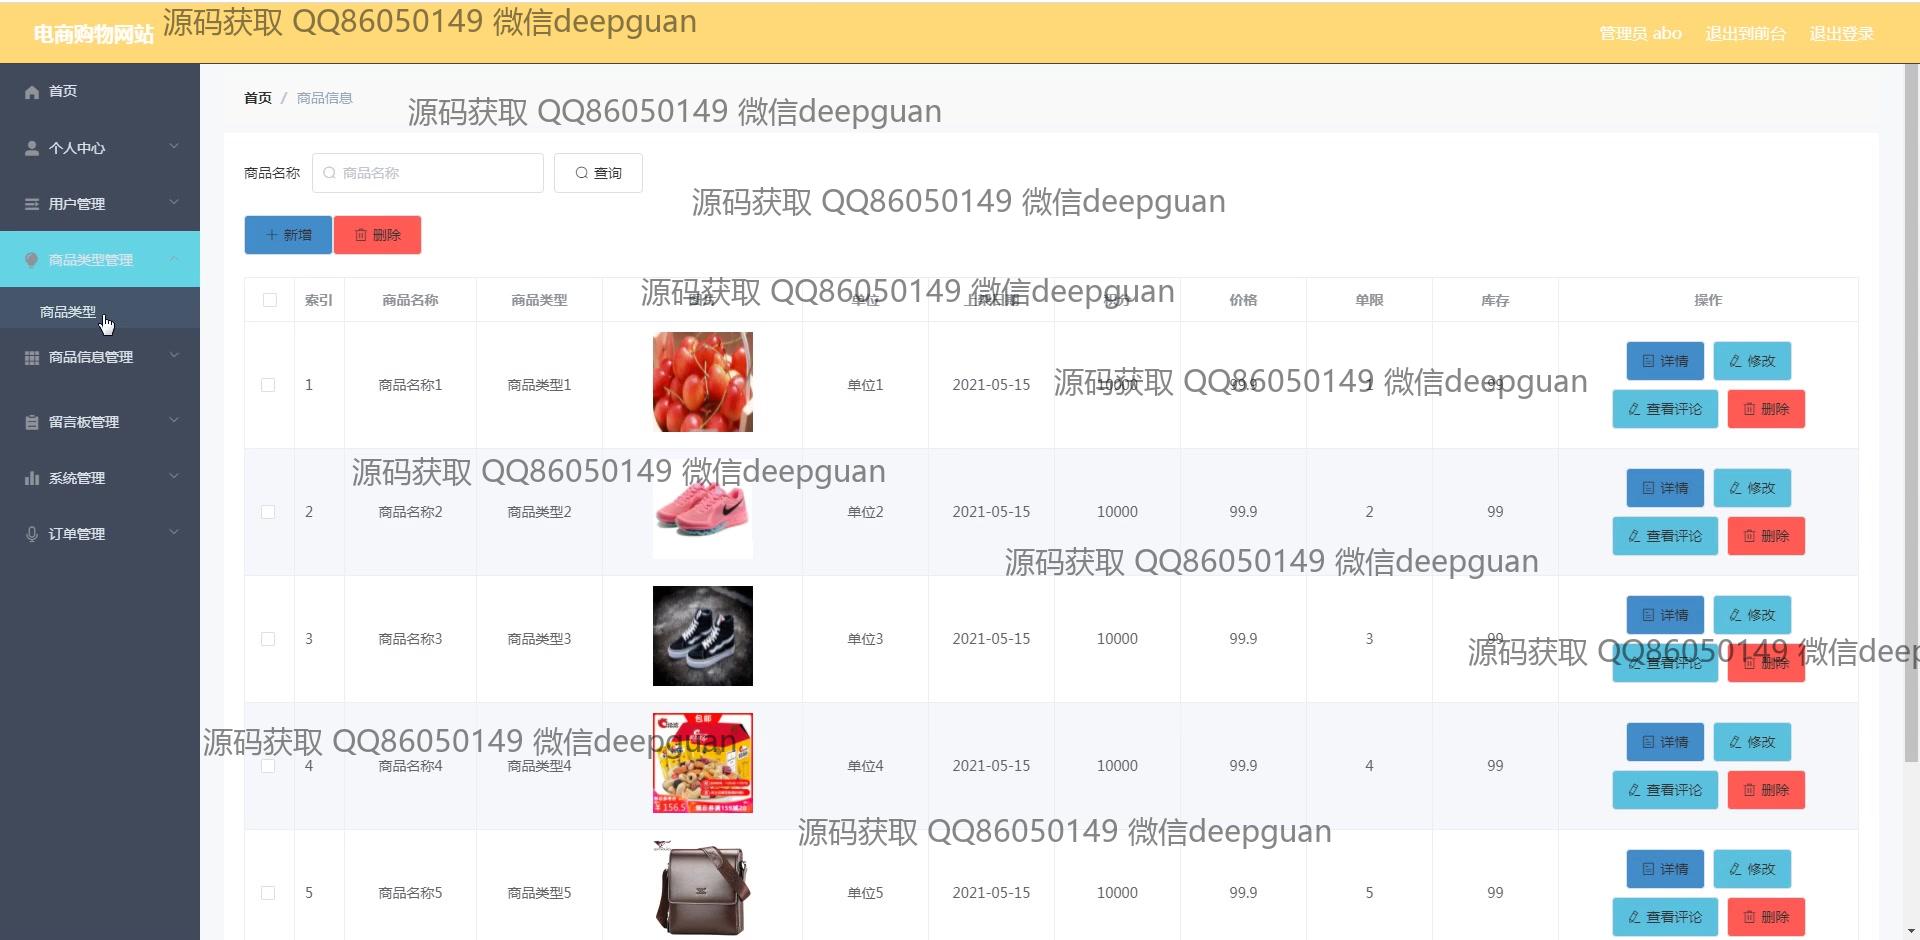 电商购物网站
源码获取 QQ86050149 微信deepguan
管理员 abo 退出到前台 退出登录
首页
个人中心
用户管理
商品类型管理
商品类型
商品信息管理
留言板管理
系统管理
订单管理
首页 / 商品信息
源码获取 QQ86050149 微信deepguan
商品名称 商品名称 查询
源码获取 QQ86050149 微信deepguan
新增 删除
源码获取 QQ86050149 微信deepguan
索引 商品名称 商品类型 单位 上架日期 积分 价格 单限 库存 操作
1 商品名称1 商品类型1 单位1 2021-05-15 10000 99.9 1 99 详情 修改
源码获取 QQ86050149 微信deepguan
查看评论 删除
源码获取 QQ86050149 微信deepguan
2 商品名称2 商品类型2 单位2 2021-05-15 10000 99.9 2 99 详情 修改
查看评论 删除
源码获取 QQ86050149 微信deepguan
3 商品名称3 商品类型3 单位3 2021-05-15 10000 99.9 3 99 详情 修改
源码获取 QQ86050149 微信deep
查看评论 删除
源码获取 QQ86050149 微信deepguan
4 商品名称4 商品类型4 包邮 156.5 单位4 2021-05-15 10000 99.9 4 99 详情 修改
查看评论 删除
源码获取 QQ86050149 微信deepguan
5 商品名称5 商品类型5 单位5 2021-05-15 10000 99.9 5 99 详情 修改
查看评论 删除